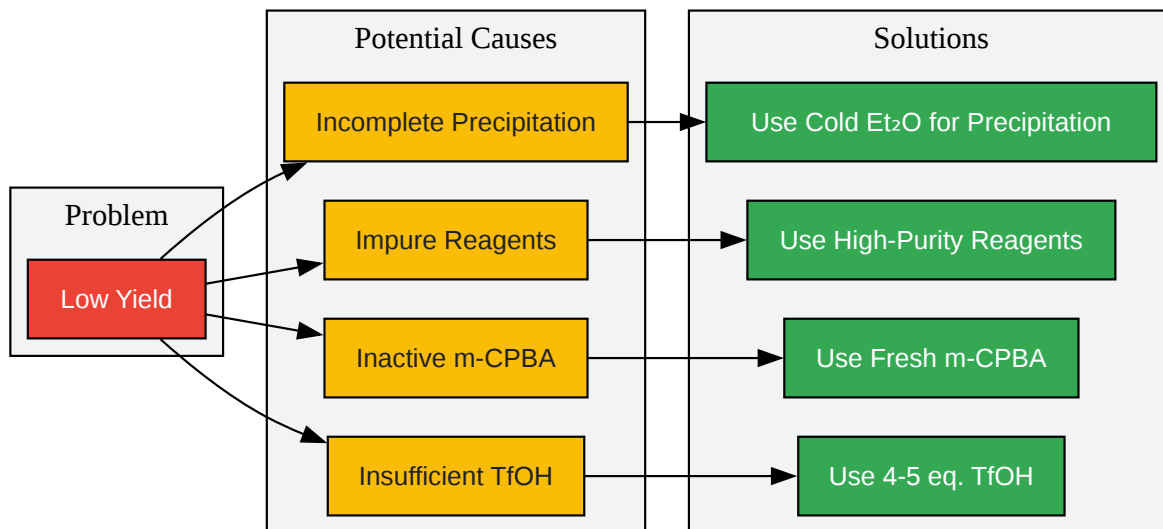 Potential Causes
Solutions
Incomplete Precipitation
Use Cold Et₂O for Precipitation
Problem
Impure Reagents
Use High-Purity Reagents
Low Yield
Inactive m-CPBA
Use Fresh m-CPBA
Insufficient TfOH
Use 4-5 eq. TfOH